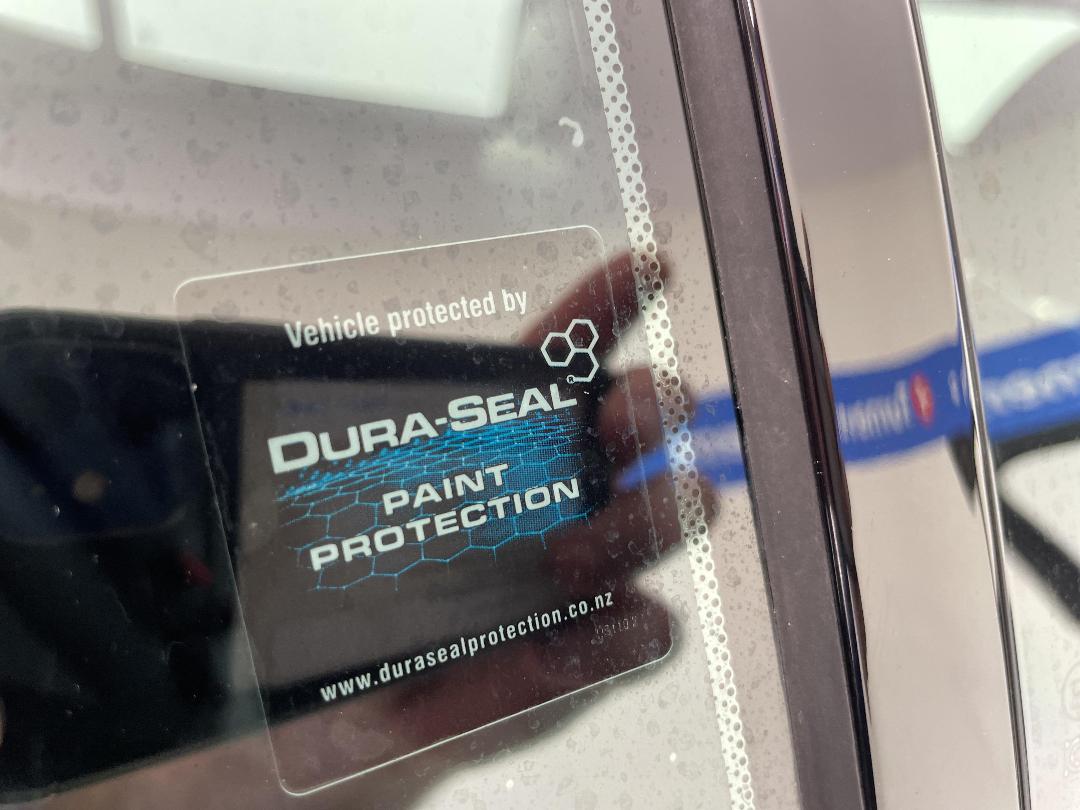 Vehicle protected by
DURA-SEAL
PAINT
PROTECTION
www.durasealprotection.co.nz